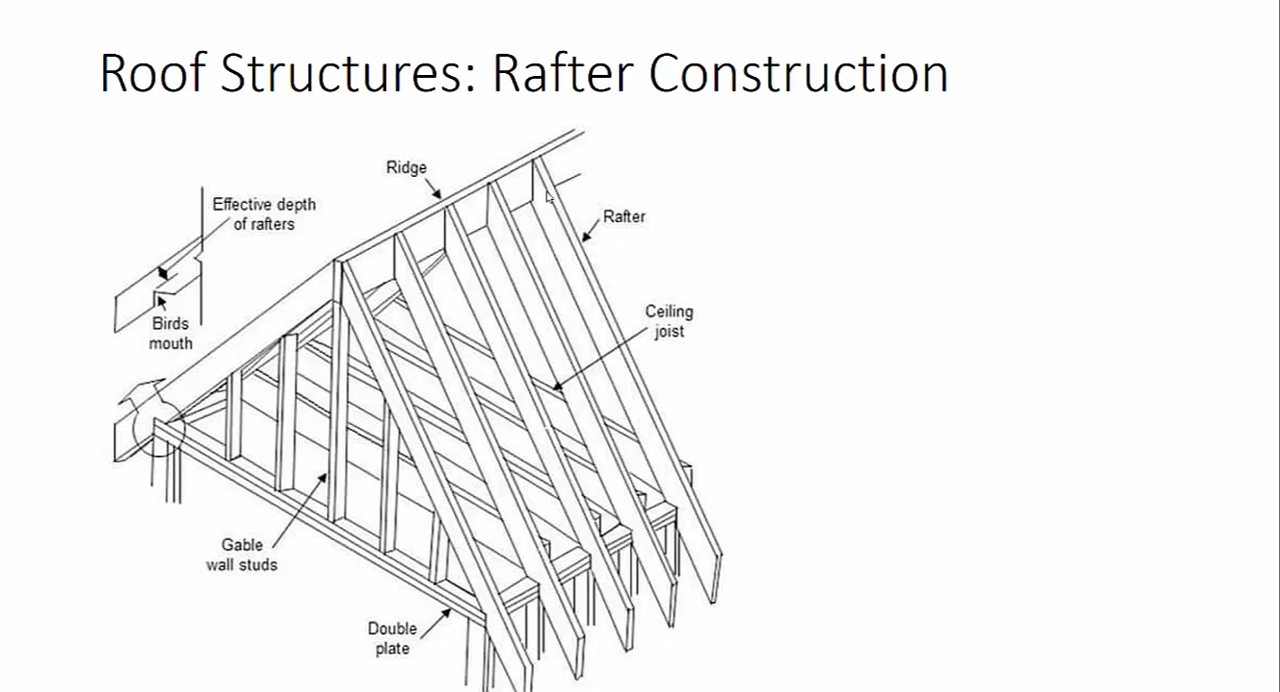 Roof Structures: Rafter Construction
Ridge
Effective depth
of rafters
Rafter
Birds
mouth
Ceiling
joist
Gable
wall studs
Double
plate